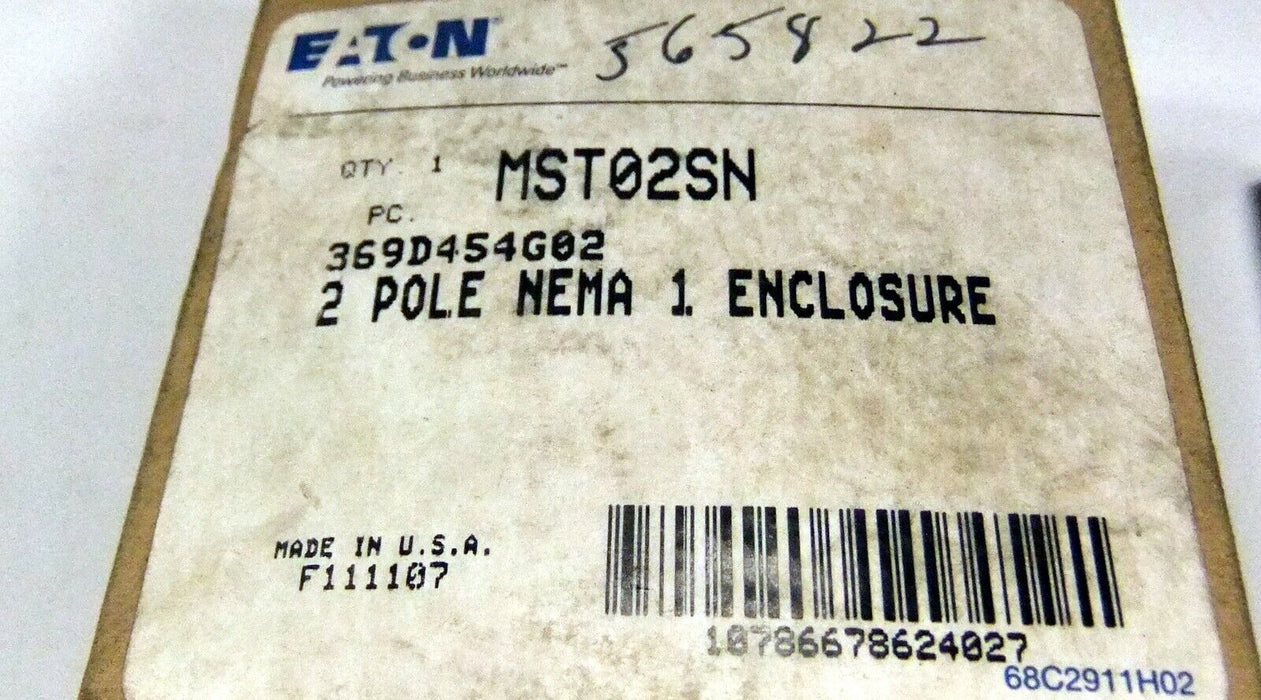 EATON 565822
Powering Business Worldwide™
QTY. 1 MST02SN
PC.
369D454G02
2 POLE NEMA 1 ENCLOSURE
MADE IN U.S.A.
F111107
10786678624027
68C2911H02